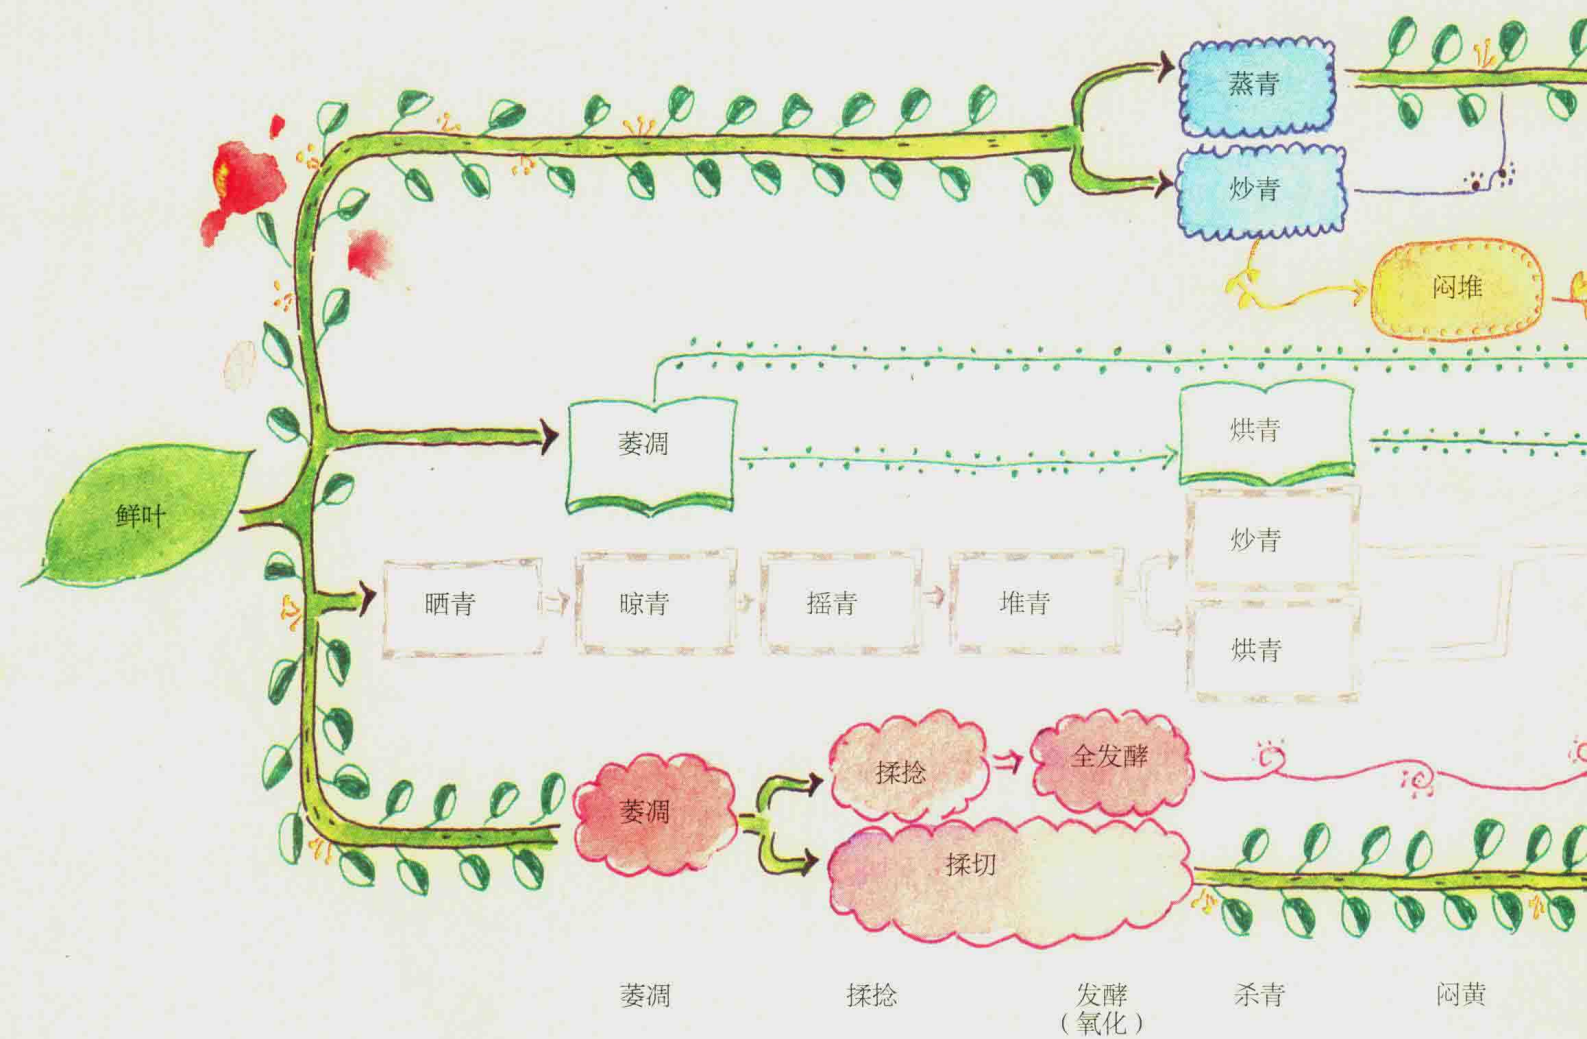 蒸青
炒青
闷堆
萎凋
烘青
鲜叶
炒青
晒青
晾青
摇青
堆青
烘青
揉捻
全发酵
萎凋
揉切
萎凋
揉捻
发酵
（氧化）
杀青
闷黄